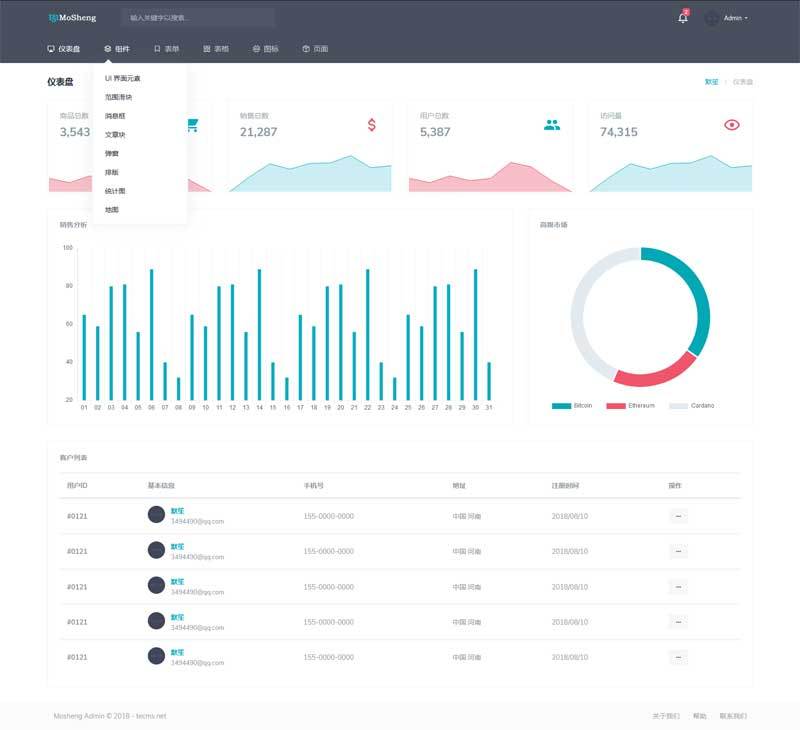 MoSheng
输入关键字以搜索...
2
Admin
仪表盘 组件 表单 表格 图标 页面
仪表盘
默笙 / 仪表盘
UI 界面元素
范围滑块
消息框
文章块
弹窗
排版
统计图
地图
商品总数
3,543
销售总数
$
21,287
用户总数
5,387
访问量
74,315
销售分析
100
80
60
40
20
01 02 03 04 05 06 07 08 09 10 11 12 13 14 15 16 17 18 19 20 21 22 23 24 25 26 27 28 29 30 31
高限市场
Bitcoin Ethereum Cardano
客户列表
用户ID 基本信息 手机号 地址 注册时间 操作
#0121 默笙 155-0000-0000 中国 河南 2018/08/10 ...
3494490@qq.com
#0121 默笙 155-0000-0000 中国 河南 2018/08/10 ...
3494490@qq.com
#0121 默笙 155-0000-0000 中国 河南 2018/08/10 ...
3494490@qq.com
#0121 默笙 155-0000-0000 中国 河南 2018/08/10 ...
3494490@qq.com
#0121 默笙 155-0000-0000 中国 河南 2018/08/10 ...
3494490@qq.com
Mosheng Admin © 2018 - tecms.net
关于我们 帮助 联系我们